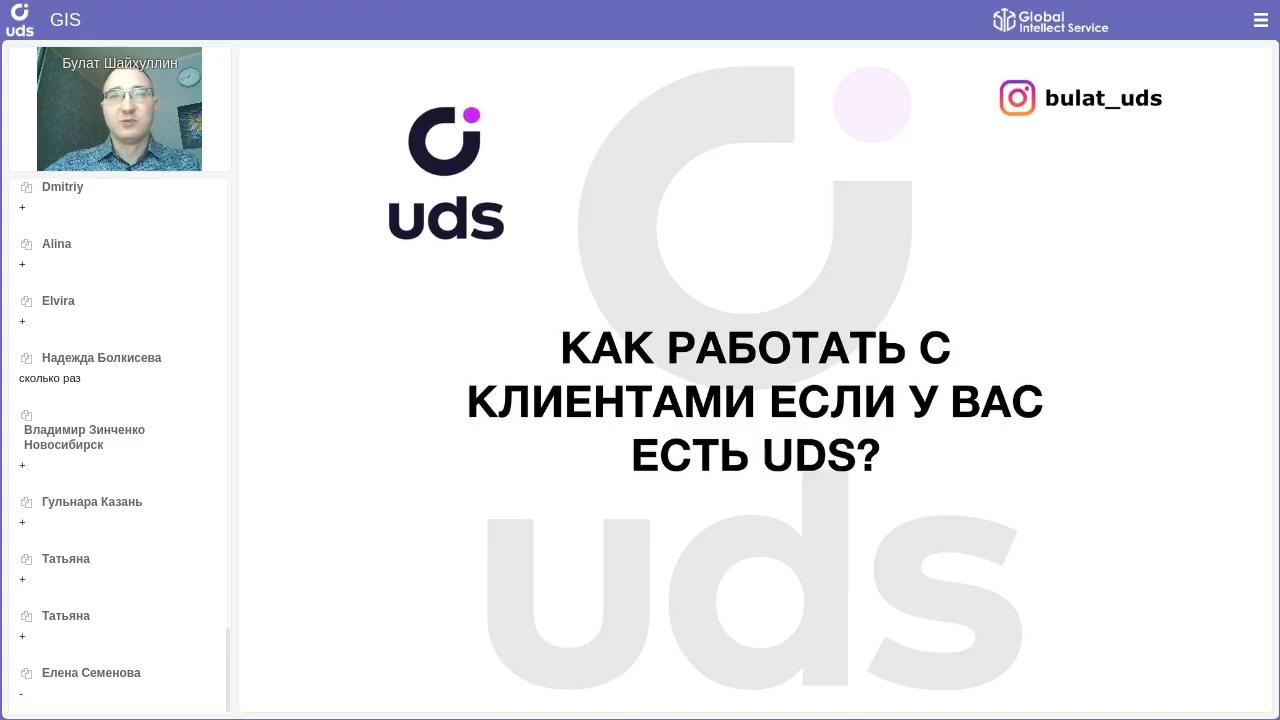 uds
GIS
Global
Intellect Service
Булат Шайхуллин
Dmitriy
+
Alina
+
Elvira
+
Надежда Болкисева
сколько раз
Владимир Зинченко
Новосибирск
+
Гульнара Казань
+
Татьяна
+
Татьяна
+
Елена Семенова
-
bulat_uds
uds
КАК РАБОТАТЬ С
КЛИЕНТАМИ ЕСЛИ У ВАС
ЕСТЬ UDS?
uds